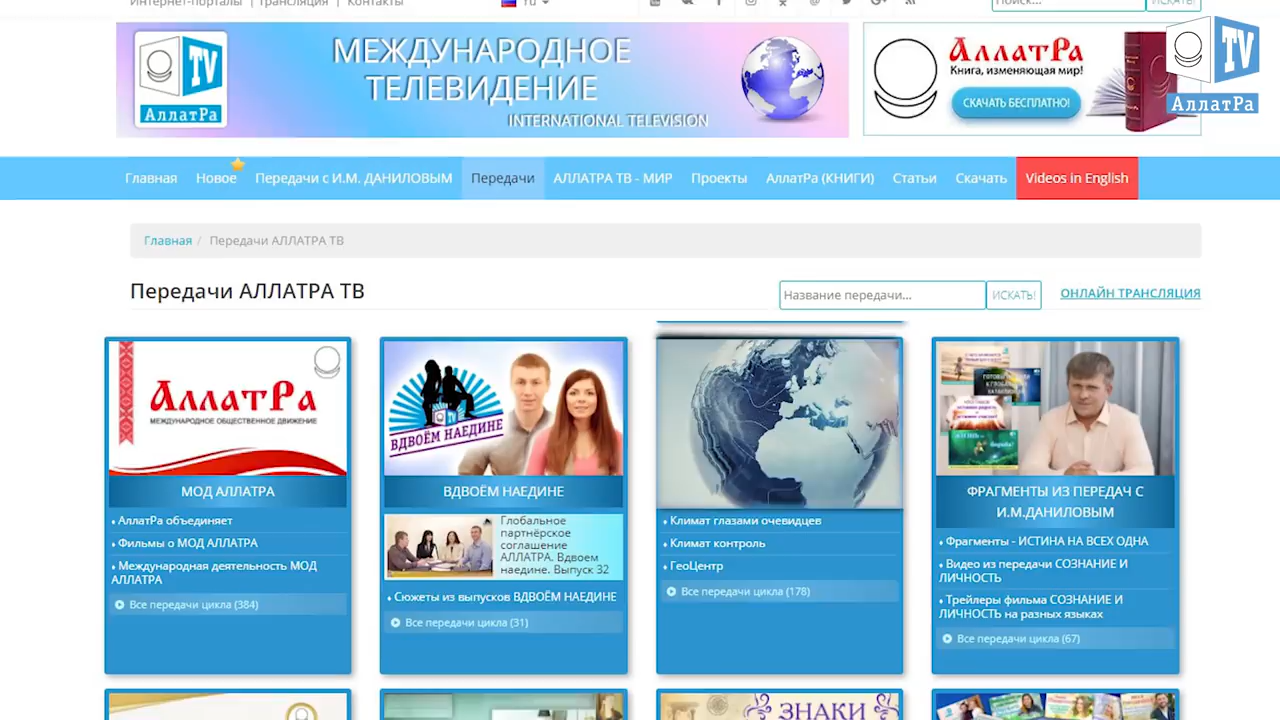 Интернет-порталы | Трансляция | Контакты
Ru
Поиск...
ИСКАТЬ!
TV
АллатРа
МЕЖДУНАРОДНОЕ
ТЕЛЕВИДЕНИЕ
INTERNATIONAL TELEVISION
АллатРа
Книга, изменяющая мир!
СКАЧАТЬ БЕСПЛАТНО!
TV
АллатРа
Главная Новое Передачи с И.М. ДАНИЛОВЫМ Передачи АЛЛАТРА ТВ - МИР Проекты АллатРа (КНИГИ) Статьи Скачать Videos in English
Главная / Передачи АЛЛАТРА ТВ
Передачи АЛЛАТРА ТВ
Название передачи...
ИСКАТЬ!
ОНЛАЙН ТРАНСЛЯЦИЯ
АллатРа
МЕЖДУНАРОДНОЕ ОБЩЕСТВЕННОЕ ДВИЖЕНИЕ
МОД АЛЛАТРА
АллатРа объединяет
Фильмы о МОД АЛЛАТРА
Международная деятельность МОД
АЛЛАТРА
Все передачи цикла (384)
TV
ВДВОЁМ НАЕДИНЕ
ВДВОЁМ НАЕДИНЕ
Глобальное
партнёрское
соглашение
АЛЛАТРА. Вдвоем
наедине. Выпуск 32
Сюжеты из выпусков ВДВОЁМ НАЕДИНЕ
Все передачи цикла (31)
Климат глазами очевидцев
Климат контроль
ГеоЦентр
Все передачи цикла (178)
ФРАГМЕНТЫ ИЗ ПЕРЕДАЧ С
И.М.ДАНИЛОВЫМ
Фрагменты - ИСТИНА НА ВСЕХ ОДНА
Видео из передачи СОЗНАНИЕ И
ЛИЧНОСТЬ
Трейлеры фильма СОЗНАНИЕ И
ЛИЧНОСТЬ на разных языках
Все передачи цикла (67)
ЗНАКИ